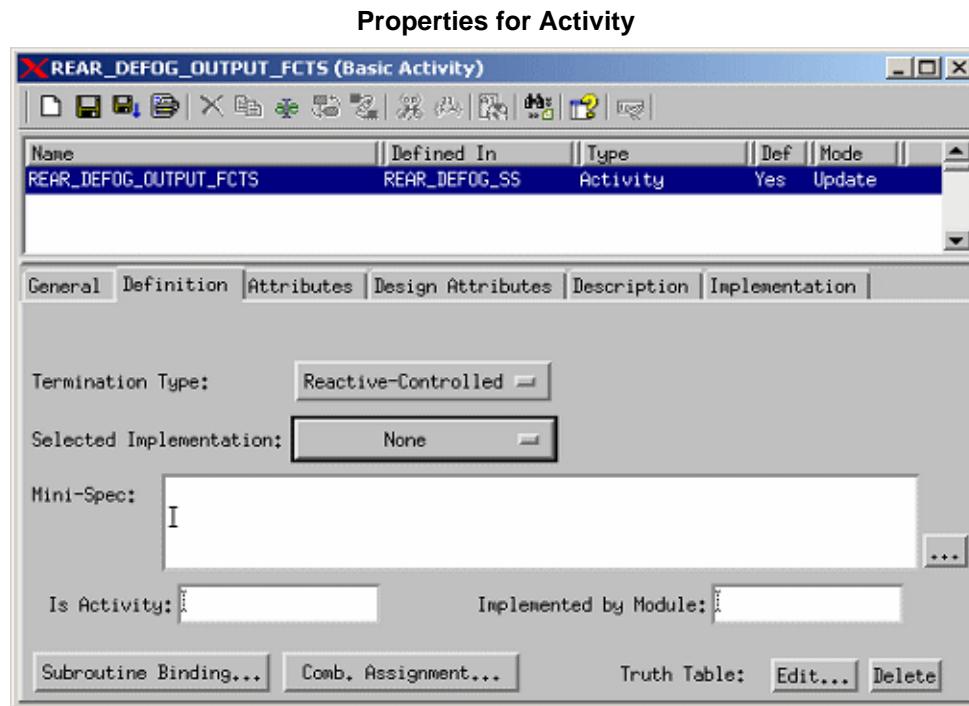 Properties for Activity
REAR_DEFOG_OUTPUT_FCTS (Basic Activity)
Name Defined In Type Def Mode
REAR_DEFOG_OUTPUT_FCTS REAR_DEFOG_SS Activity Yes Update
General Definition Attributes Design Attributes Description Implementation
Termination Type: Reactive-Controlled
Selected Implementation: None
Mini-Spec:
...
Is Activity: Implemented by Module:
Subroutine Binding... Comb. Assignment... Truth Table: Edit... Delete